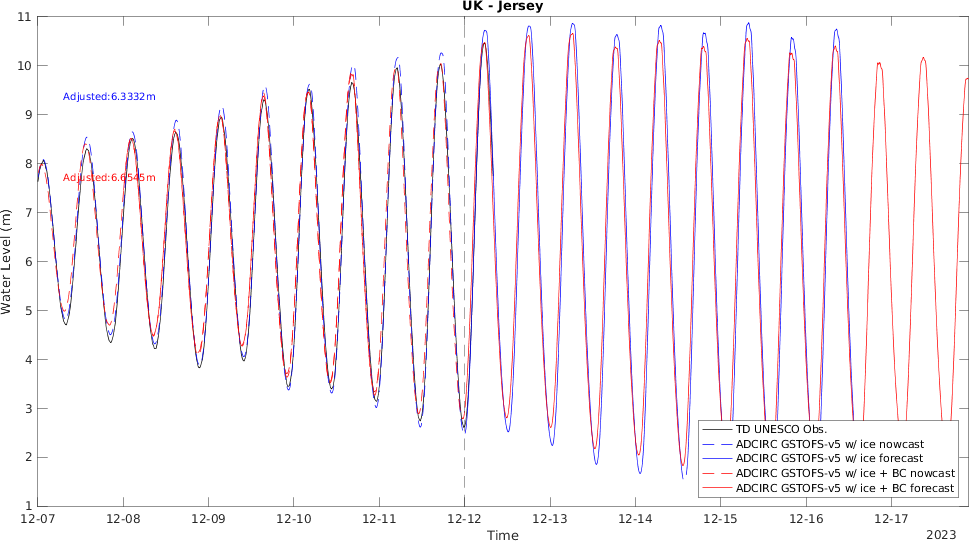 UK - Jersey
11
10
9
8
7
6
5
4
3
2
1
Water Level (m)
Adjusted:6.3332m
Adjusted:6.6545m
TD UNESCO Obs.
ADCIRC GSTOFS-v5 w/ ice nowcast
ADCIRC GSTOFS-v5 w/ ice forecast
ADCIRC GSTOFS-v5 w/ ice + BC nowcast
ADCIRC GSTOFS-v5 w/ ice + BC forecast
12-07 12-08 12-09 12-10 12-11 12-12 12-13 12-14 12-15 12-16 12-17
Time
2023